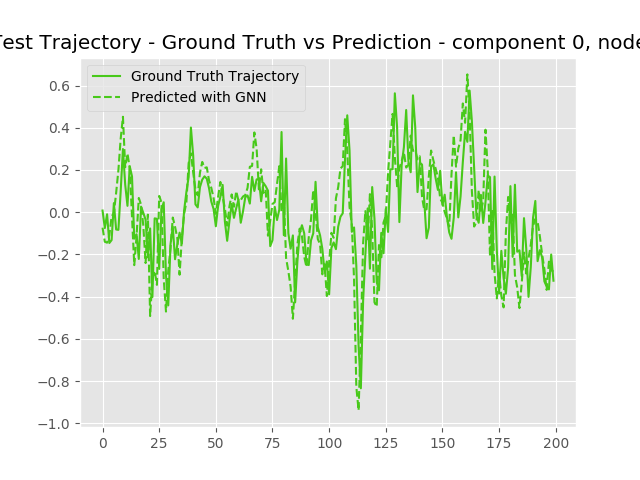 Test Trajectory - Ground Truth vs Prediction - component 0, node
Ground Truth Trajectory
Predicted with GNN
0.6
0.4
0.2
0.0
−0.2
−0.4
−0.6
−0.8
−1.0
0 25 50 75 100 125 150 175 200